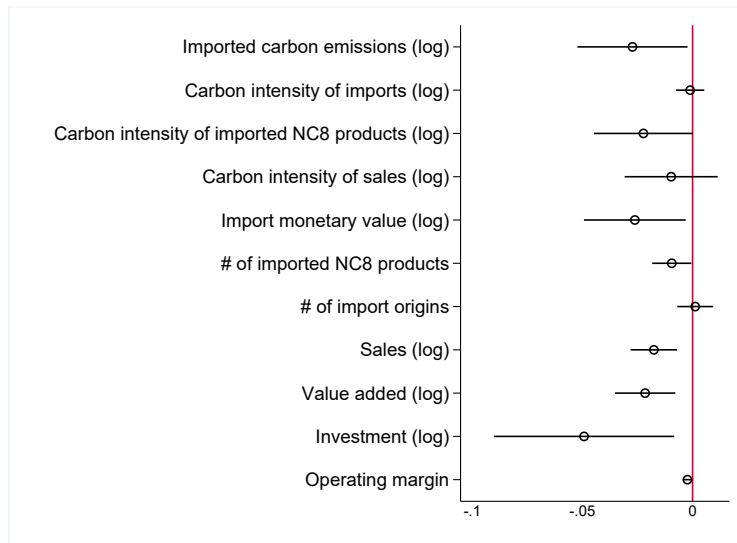 Imported carbon emissions (log)
Carbon intensity of imports (log)
Carbon intensity of imported NC8 products (log)
Carbon intensity of sales (log)
Import monetary value (log)
# of imported NC8 products
# of import origins
Sales (log)
Value added (log)
Investment (log)
Operating margin
-.1 -.05 0